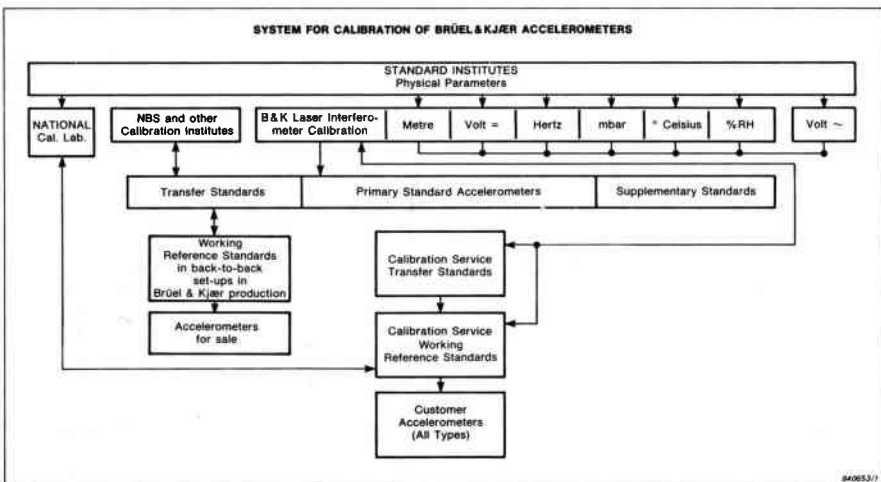 SYSTEM FOR CALIBRATION OF BRÜEL & KJÆR ACCELEROMETERS
STANDARD INSTITUTES
Physical Parameters
NATIONAL
Cal. Lab.
NBS and other
Calibration Institutes
B & K Laser Interfero-
meter Calibration
Metre
Volt =
Hertz
mbar
° Celsius
%RH
Volt ~
Transfer Standards
Primary Standard Accelerometers
Supplementary Standards
Working
Reference Standards
in back-to-back
set-ups in
Brüel & Kjær production
Calibration Service
Transfer Standards
Accelerometers
for sale
Calibration Service
Working
Reference Standards
Customer
Accelerometers
(All Types)
840653/1